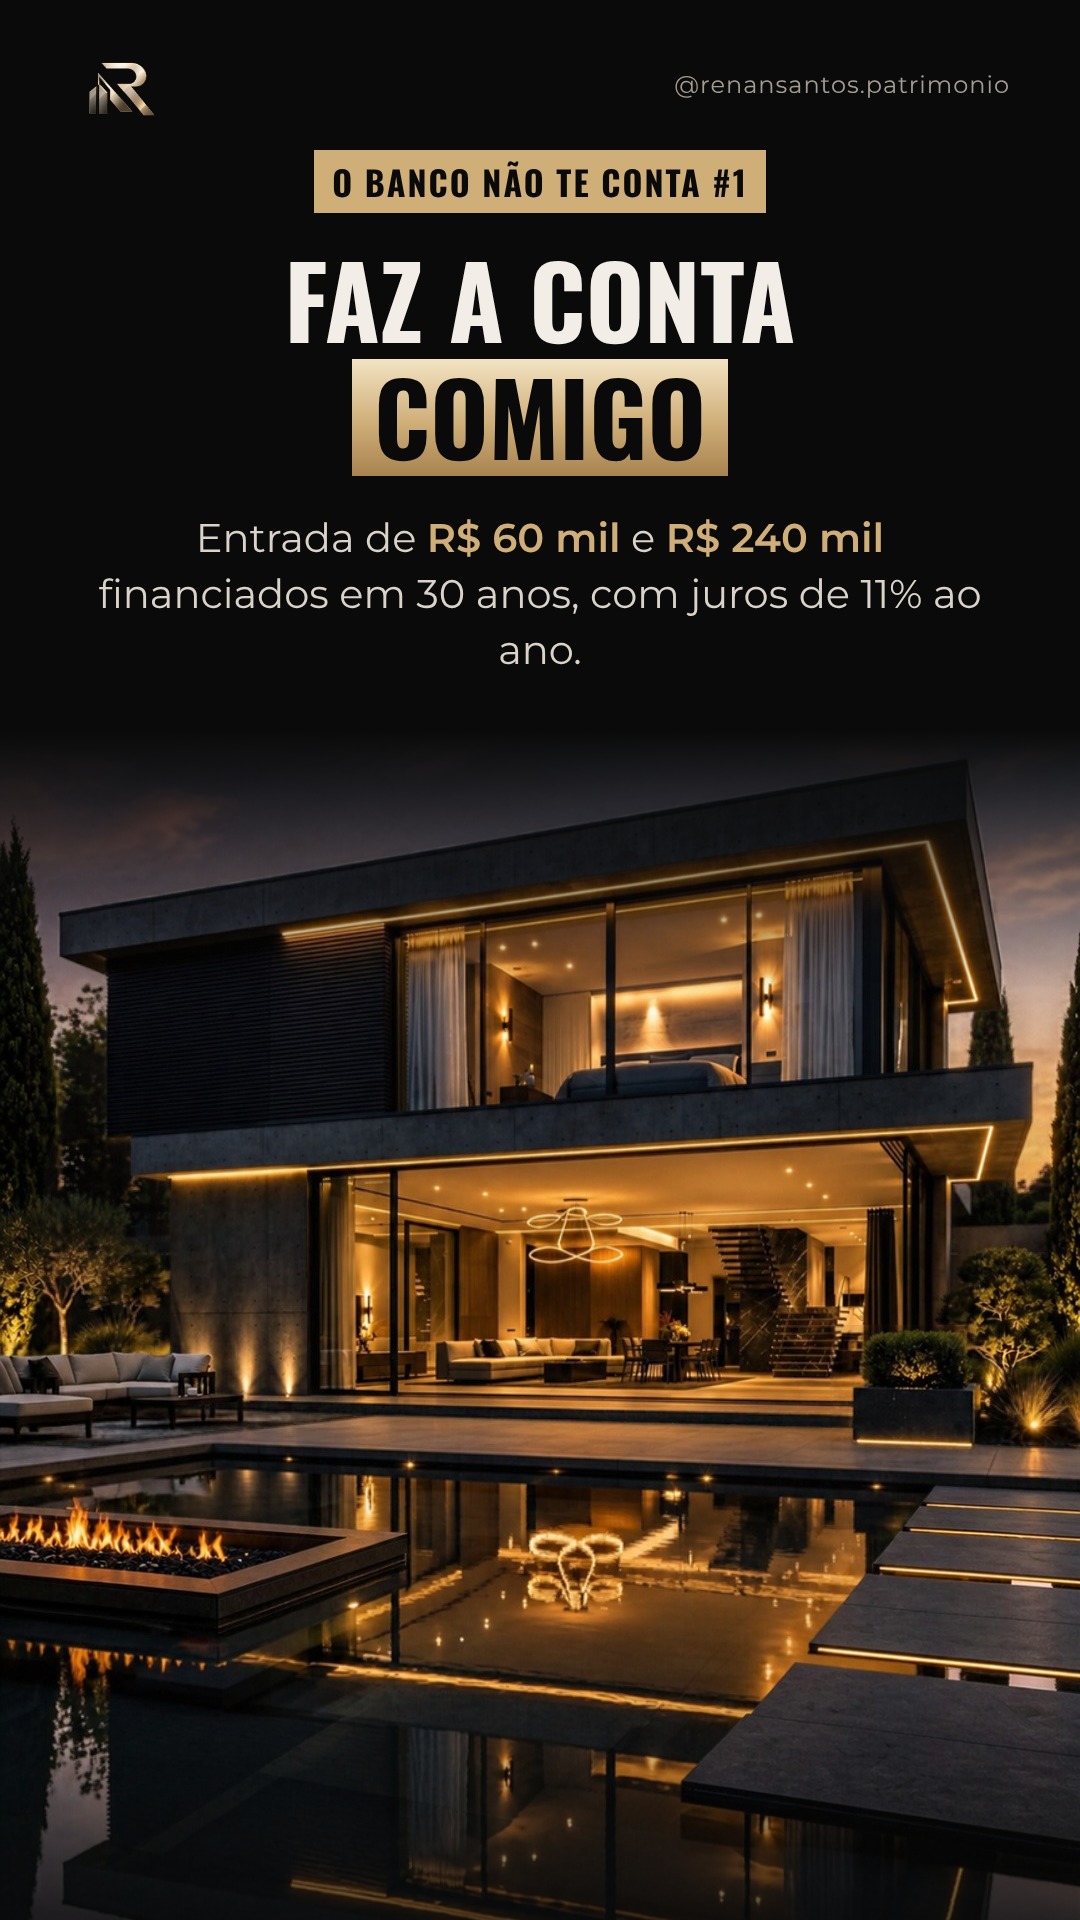 R
@renansantos.patrimonio
O BANCO NÃO TE CONTA #1
FAZ A CONTA
COMIGO
Entrada de R$ 60 mil e R$ 240 mil
financiados em 30 anos, com juros de 11% ao
ano.